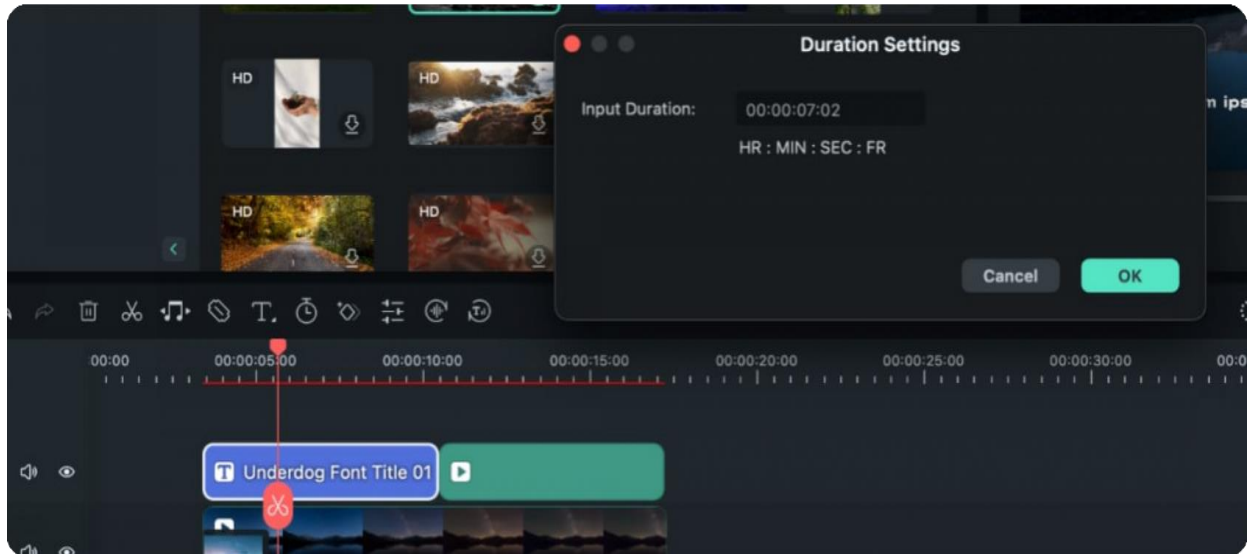 Duration Settings
HD
HD
Input Duration:
00:00:07:02
HR : MIN : SEC : FR
HD
HD
Cancel
OK
00:00
00:00:05:00
00:00:10:00
00:00:15:00
00:00:20:00
00:00:25:00
00:00:30:00
T Underdog Font Title 01